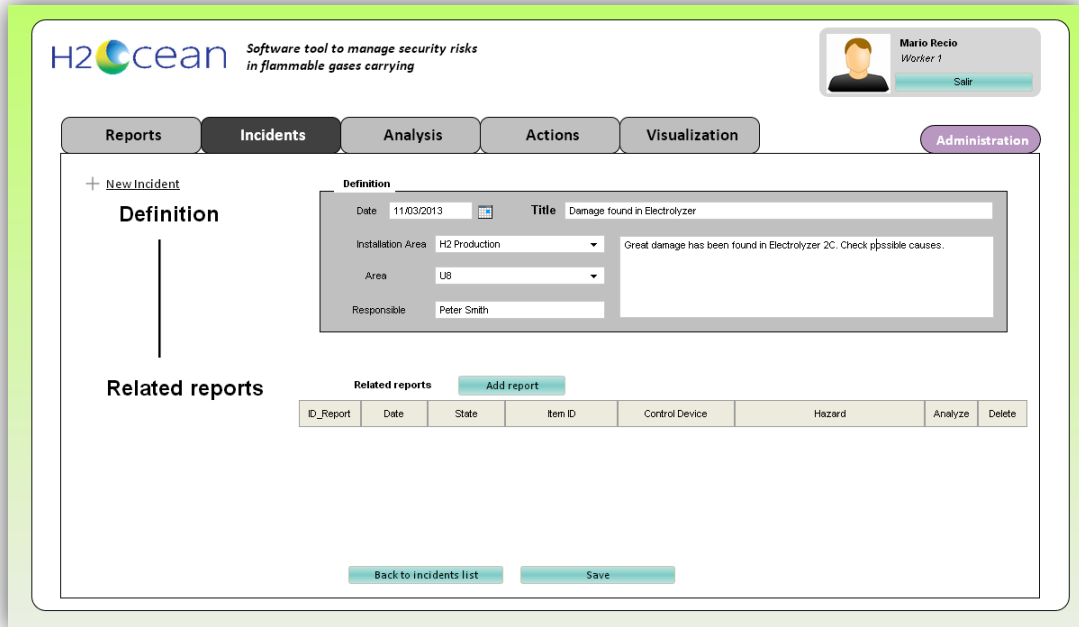 H2Ocean
Software tool to manage security risks
in flammable gases carrying
Mario Recio
Worker 1
Salir
Reports
Incidents
Analysis
Actions
Visualization
Administration
New Incident
Definition
Related reports
Definition
Date 11/03/2013 Title Damage found in Electrolyzer
Installation Area H2 Production
Great damage has been found in Electrolyzer 2C. Check possible causes.
Area U8
Responsible Peter Smith
Related reports Add report
ID_Report Date State Item ID Control Device Hazard Analyze Delete
Back to incidents list Save